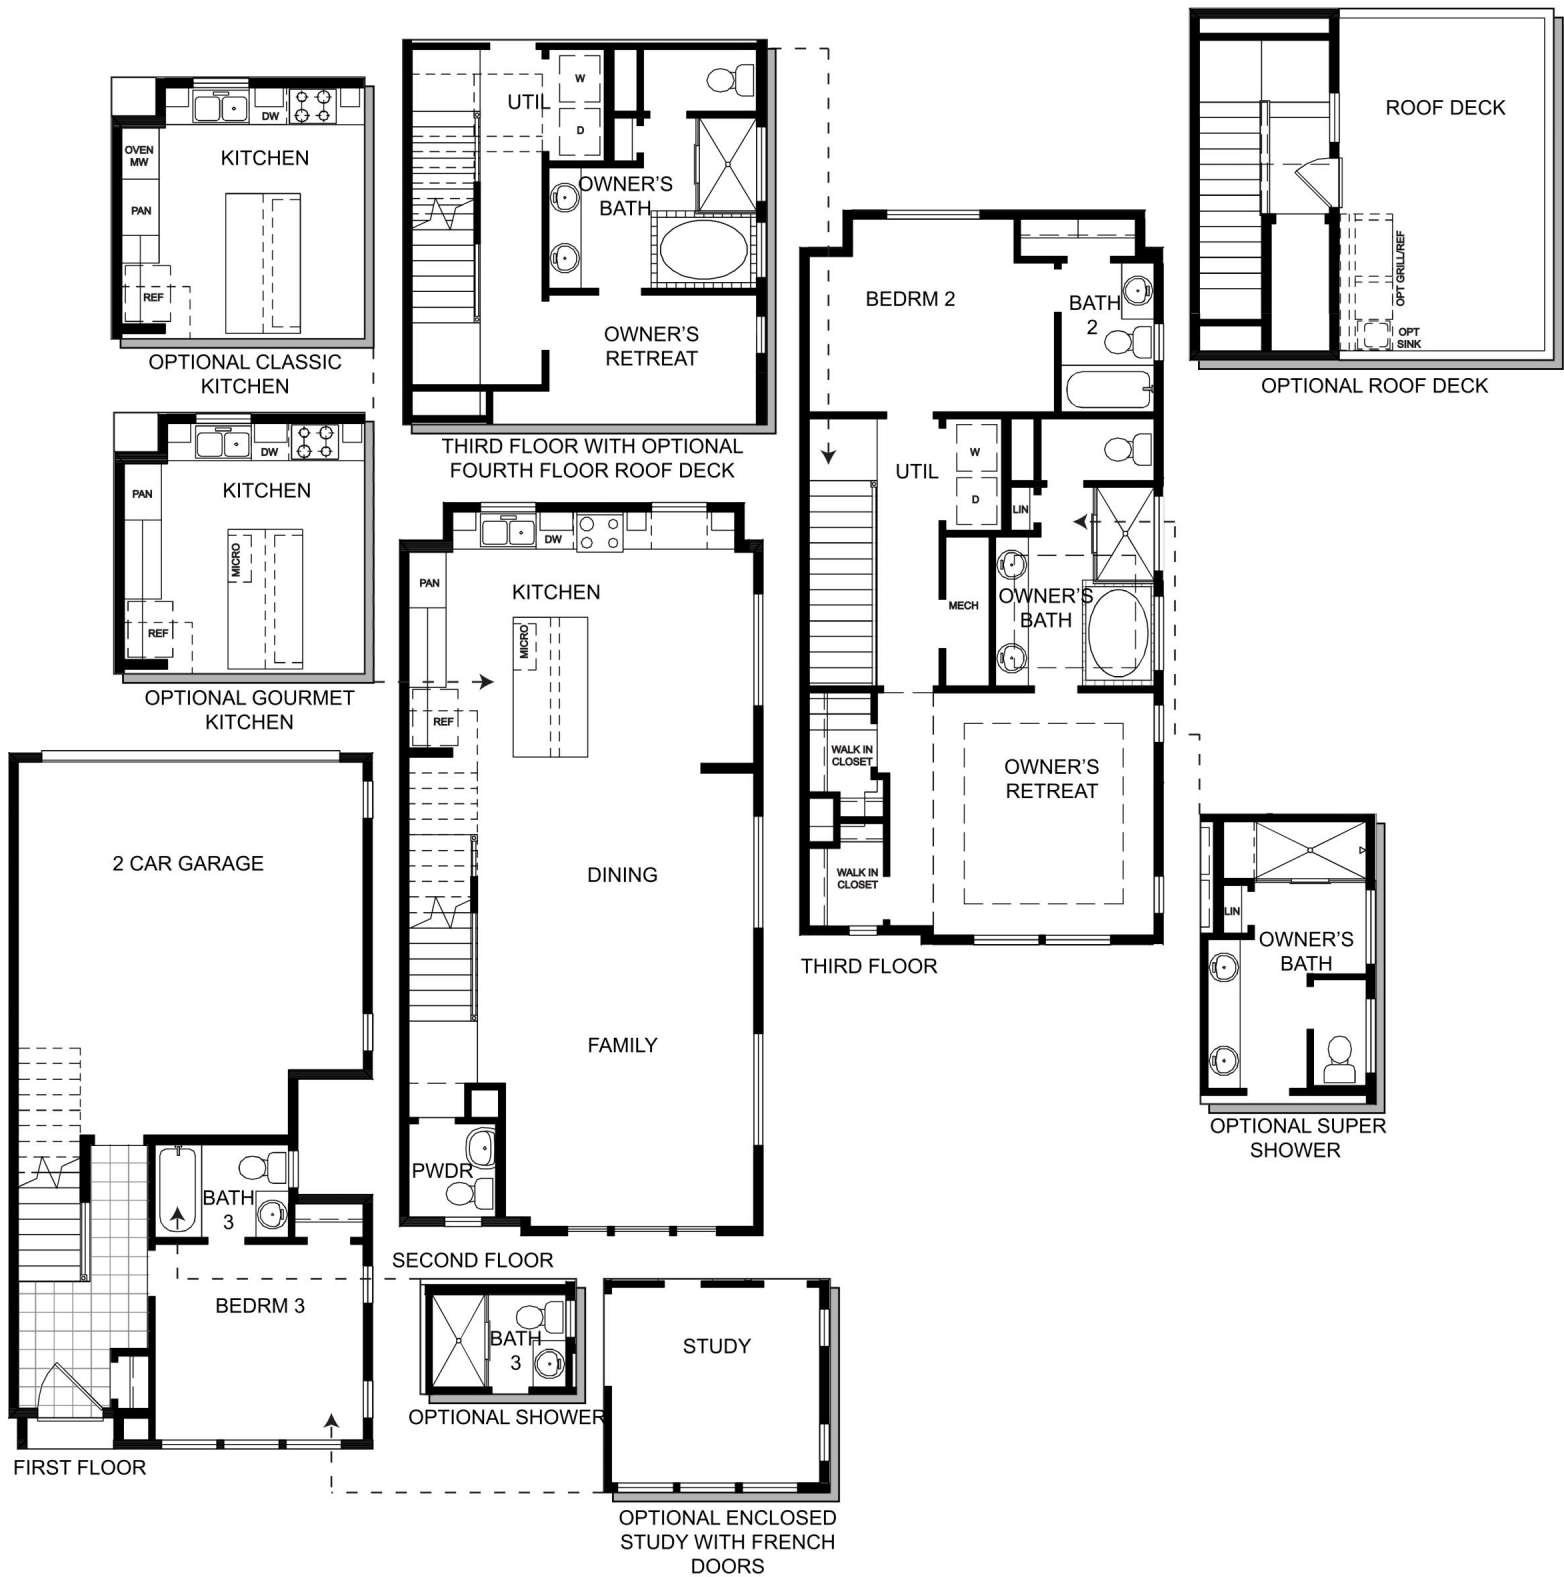 OVEN
MW
PAN
REF
DW
KITCHEN
OPTIONAL CLASSIC
KITCHEN
PAN
REF
DW
KITCHEN
MICRO
OPTIONAL GOURMET
KITCHEN
UTIL
W
D
OWNER'S
BATH
OWNER'S
RETREAT
THIRD FLOOR WITH OPTIONAL
FOURTH FLOOR ROOF DECK
ROOF DECK
OPT GRILL/REF
OPT
SINK
OPTIONAL ROOF DECK
BEDRM 2
BATH
2
UTIL
W
D
LIN
MECH
OWNER'S
BATH
WALK IN
CLOSET
OWNER'S
RETREAT
WALK IN
CLOSET
THIRD FLOOR
DW
PAN
KITCHEN
MICRO
REF
DINING
FAMILY
PWDR
SECOND FLOOR
2 CAR GARAGE
BATH
3
BEDRM 3
FIRST FLOOR
LIN
OWNER'S
BATH
OPTIONAL SUPER
SHOWER
BATH
3
OPTIONAL SHOWER
STUDY
OPTIONAL ENCLOSED
STUDY WITH FRENCH
DOORS